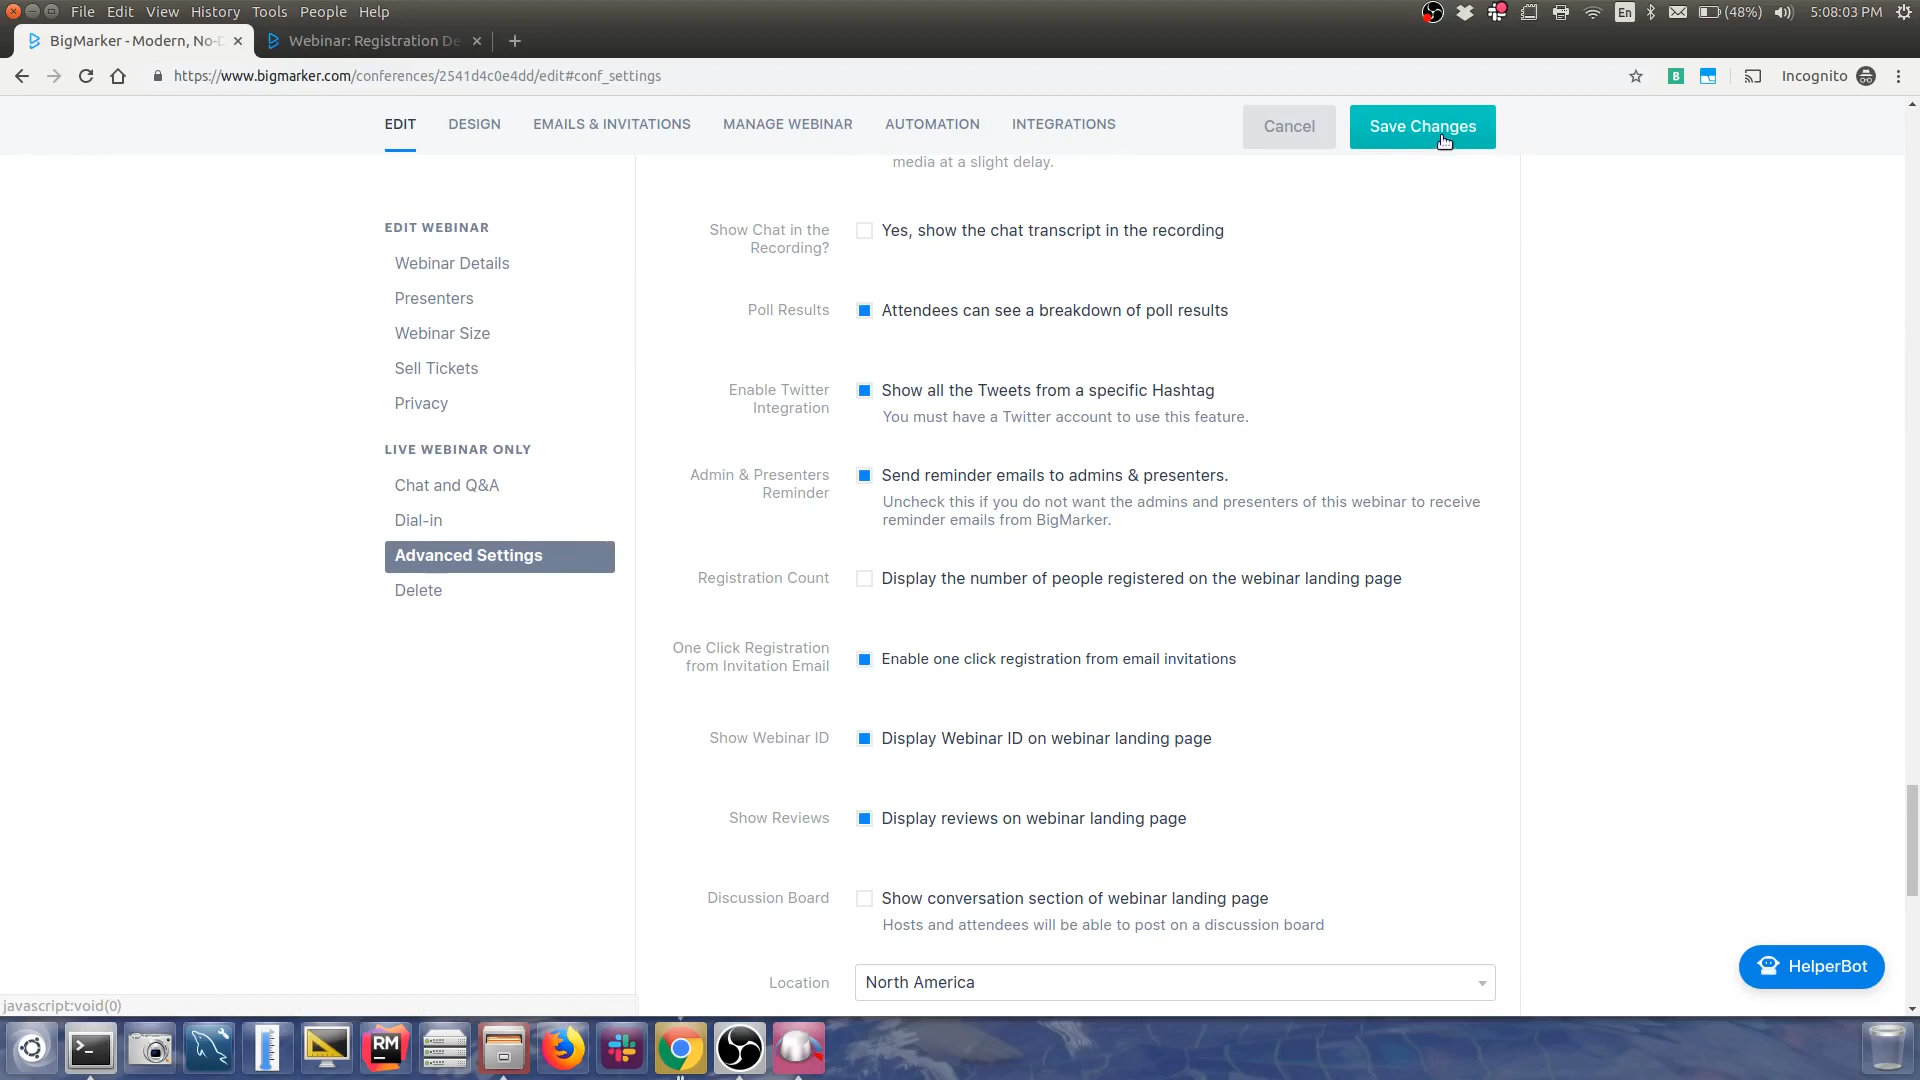 File Edit View History Tools People Help
En
(48%)
5:08:03 PM
BigMarker - Modern, No-
Webinar: Registration De
https://www.bigmarker.com/conferences/2541d4c0e4dd/edit#conf_settings
B
Incognito
EDIT
DESIGN
EMAILS & INVITATIONS
MANAGE WEBINAR
AUTOMATION
INTEGRATIONS
Cancel
Save Changes
media at a slight delay.
EDIT WEBINAR
Webinar Details
Presenters
Webinar Size
Sell Tickets
Privacy
LIVE WEBINAR ONLY
Chat and Q&A
Dial-in
Advanced Settings
Delete
Show Chat in the
Recording?
Yes, show the chat transcript in the recording
Poll Results
Attendees can see a breakdown of poll results
Enable Twitter
Integration
Show all the Tweets from a specific Hashtag
You must have a Twitter account to use this feature.
Admin & Presenters
Reminder
Send reminder emails to admins & presenters.
Uncheck this if you do not want the admins and presenters of this webinar to receive
reminder emails from BigMarker.
Registration Count
Display the number of people registered on the webinar landing page
One Click Registration
from Invitation Email
Enable one click registration from email invitations
Show Webinar ID
Display Webinar ID on webinar landing page
Show Reviews
Display reviews on webinar landing page
Discussion Board
Show conversation section of webinar landing page
Hosts and attendees will be able to post on a discussion board
Location
North America
HelperBot
javascript:void(0)
RM